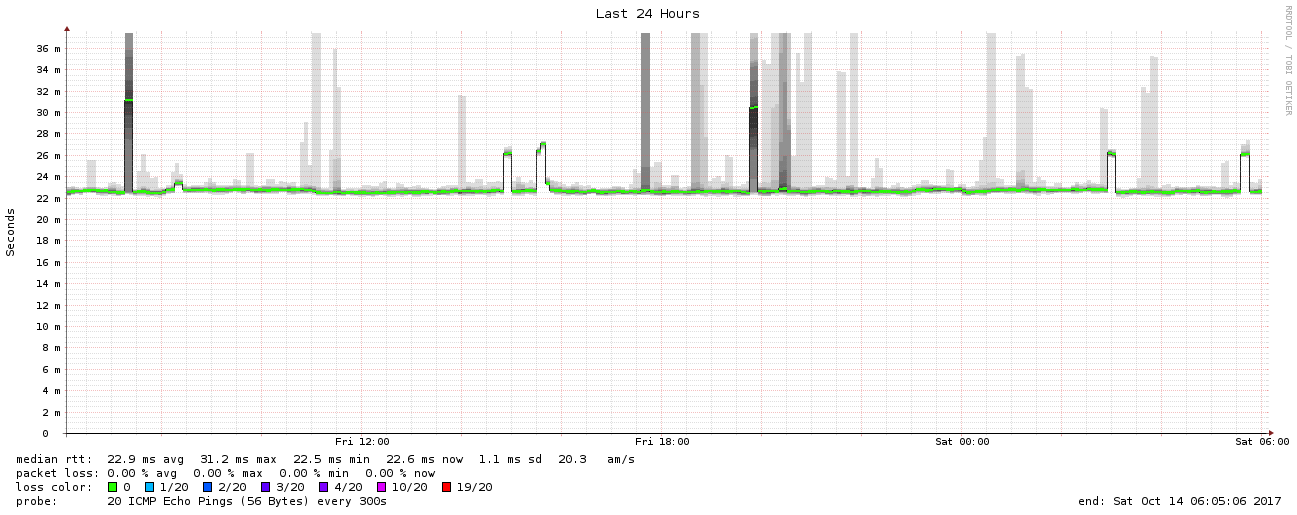 Last 24 Hours
RRDTOOL / TOBI OETIKER
Seconds
36 m
34 m
32 m
30 m
28 m
26 m
24 m
22 m
20 m
18 m
16 m
14 m
12 m
10 m
8 m
6 m
4 m
2 m
0
Fri 12:00 Fri 18:00 Sat 00:00 Sat 06:00
median rtt: 22.9 ms avg 31.2 ms max 22.5 ms min 22.6 ms now 1.1 ms sd 20.3 am/s
packet loss: 0.00 % avg 0.00 % max 0.00 % min 0.00 % now
loss color: 0 1/20 2/20 3/20 4/20 10/20 19/20
probe: 20 ICMP Echo Pings (56 Bytes) every 300s end: Sat Oct 14 06:05:06 2017